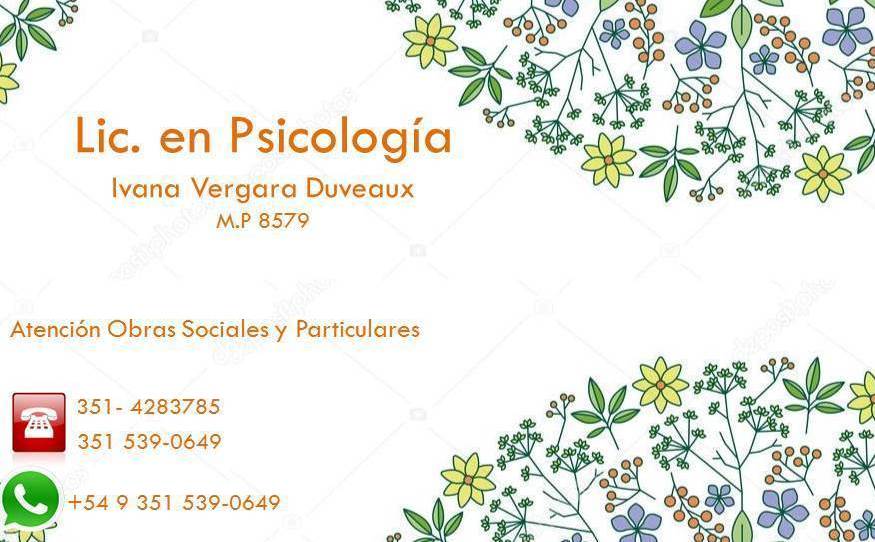 Lic. en Psicología
Ivana Vergara Duveaux
M.P 8579
Atención Obras Sociales y Particulares
351- 4283785
351 539-0649
+54 9 351 539-0649